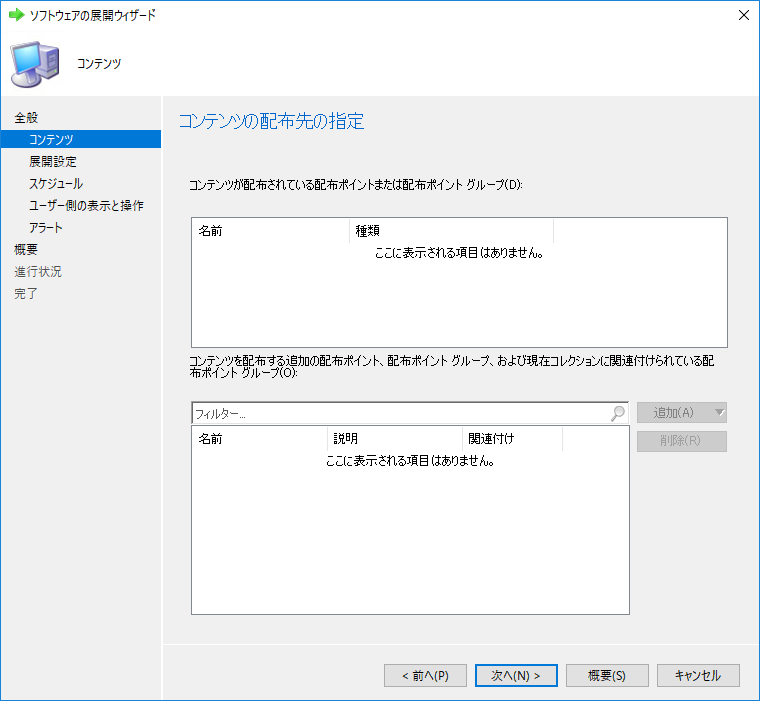 ソフトウェアの展開ウィザード
コンテンツ
全般
コンテンツ
展開設定
スケジュール
ユーザー側の表示と操作
アラート
概要
進行状況
完了
コンテンツの配布先の指定
コンテンツが配布されている配布ポイントまたは配布ポイント グループ(D):
名前 種類
ここに表示される項目はありません。
コンテンツを配布する追加の配布ポイント、配布ポイント グループ、および現在コレクションに関連付けられている配
布ポイント グループ(O):
フィルター...
追加(A)
削除(R)
名前 説明 関連付け
ここに表示される項目はありません。
< 前へ(P) 次へ(N) > 概要(S) キャンセル